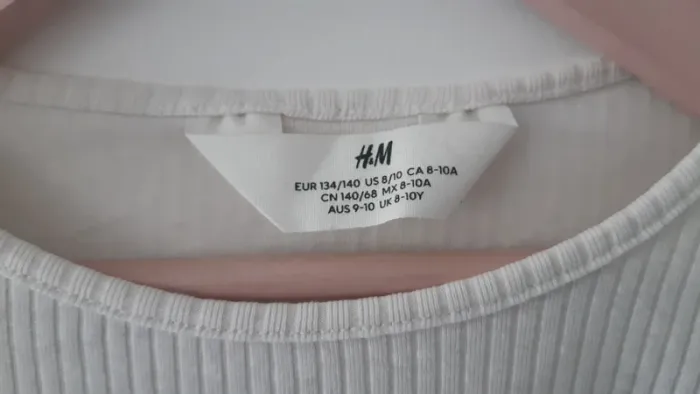 H&M
EUR 134/140 US 8/10 CA 8-10A
CN 140/68 MX 8-10A
AUS 9-10 UK 8-10Y